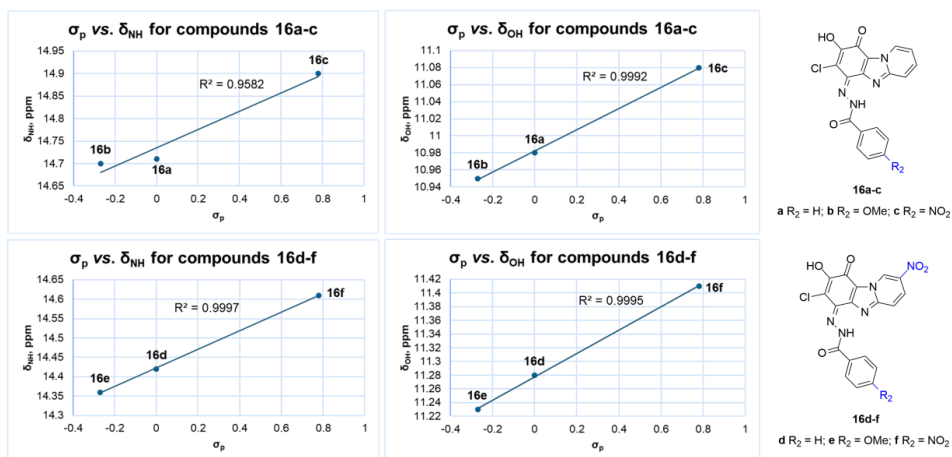 σp vs. δNH for compounds 16a-c
14.95
14.9
14.85
14.8
14.75
14.7
14.65
δNH, ppm
R² = 0.9582
16c
16b
16a
-0.4
-0.2
0
0.2
0.4
0.6
0.8
1
σp
σp vs. δOH for compounds 16a-c
11.1
11.08
11.06
11.04
11.02
11
10.98
10.96
10.94
δOH, ppm
R² = 0.9992
16c
16a
16b
-0.4
-0.2
0
0.2
0.4
0.6
0.8
1
σp
O
HO
Cl
N
N
N
NH
O
R2
16a-c
a R2 = H; b R2 = OMe; c R2 = NO2
σp vs. δNH for compounds 16d-f
14.65
14.6
14.55
14.5
14.45
14.4
14.35
14.3
δNH, ppm
R² = 0.9997
16f
16d
16e
-0.4
-0.2
0
0.2
0.4
0.6
0.8
1
σp
σp vs. δOH for compounds 16d-f
11.42
11.4
11.38
11.36
11.34
11.32
11.3
11.28
11.26
11.24
11.22
δOH, ppm
R² = 0.9995
16f
16d
16e
-0.4
-0.2
0
0.2
0.4
0.6
0.8
1
σp
O
NO2
HO
Cl
N
N
N
NH
O
R2
16d-f
d R2 = H; e R2 = OMe; f R2 = NO2